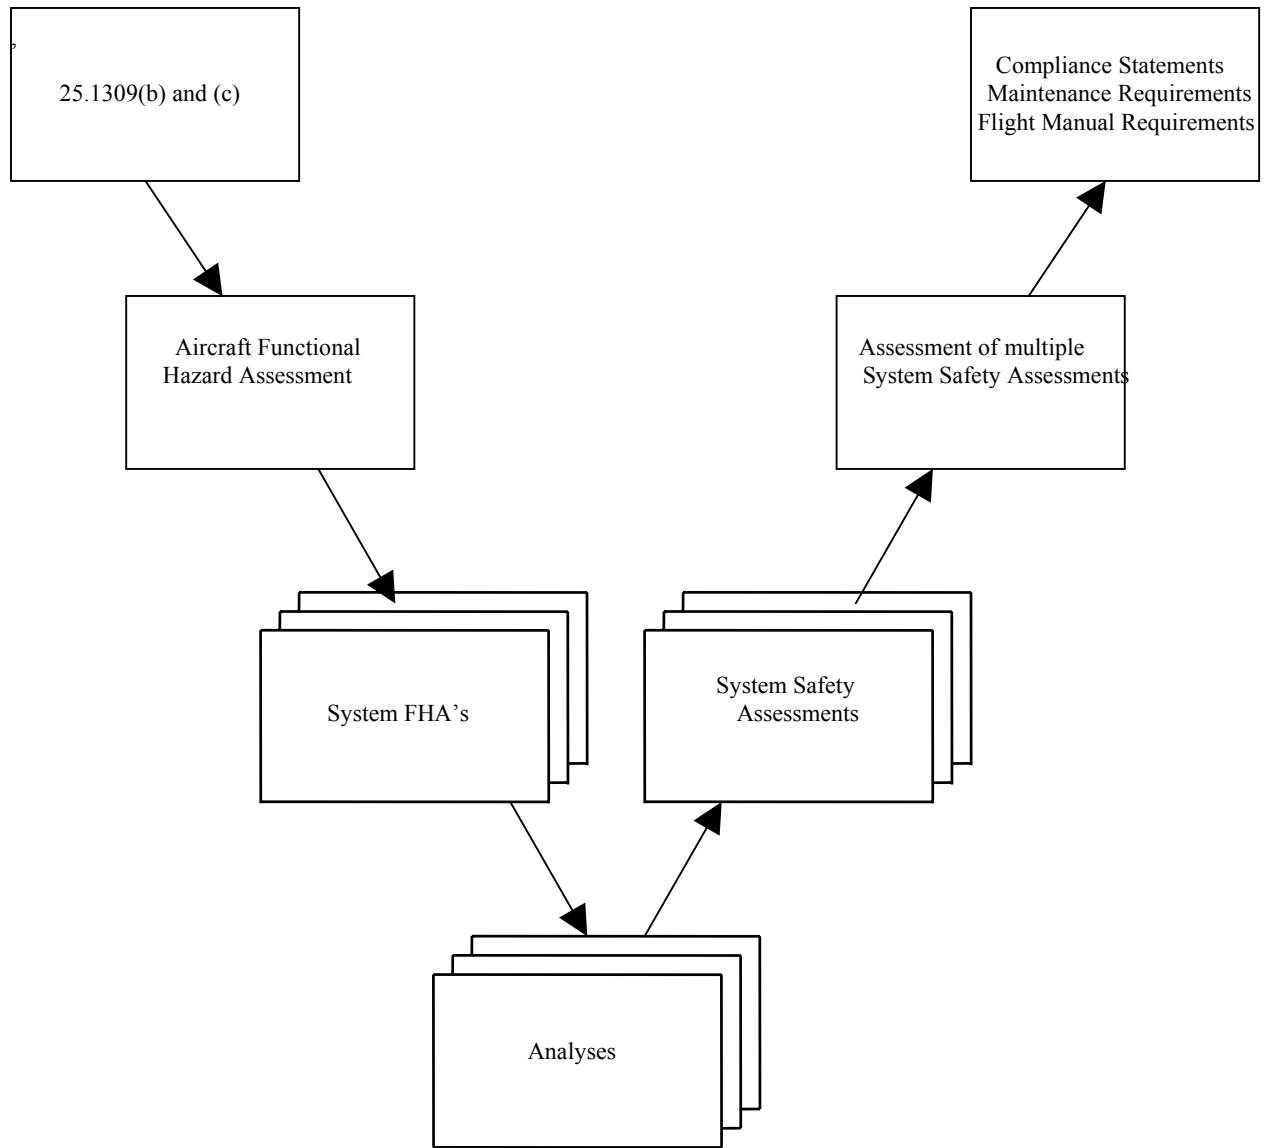 ,
25.1309(b) and (c)
Compliance Statements
Maintenance Requirements
Flight Manual Requirements
Aircraft Functional
Hazard Assessment
Assessment of multiple
System Safety Assessments
System FHA’s
System Safety
Assessments
Analyses